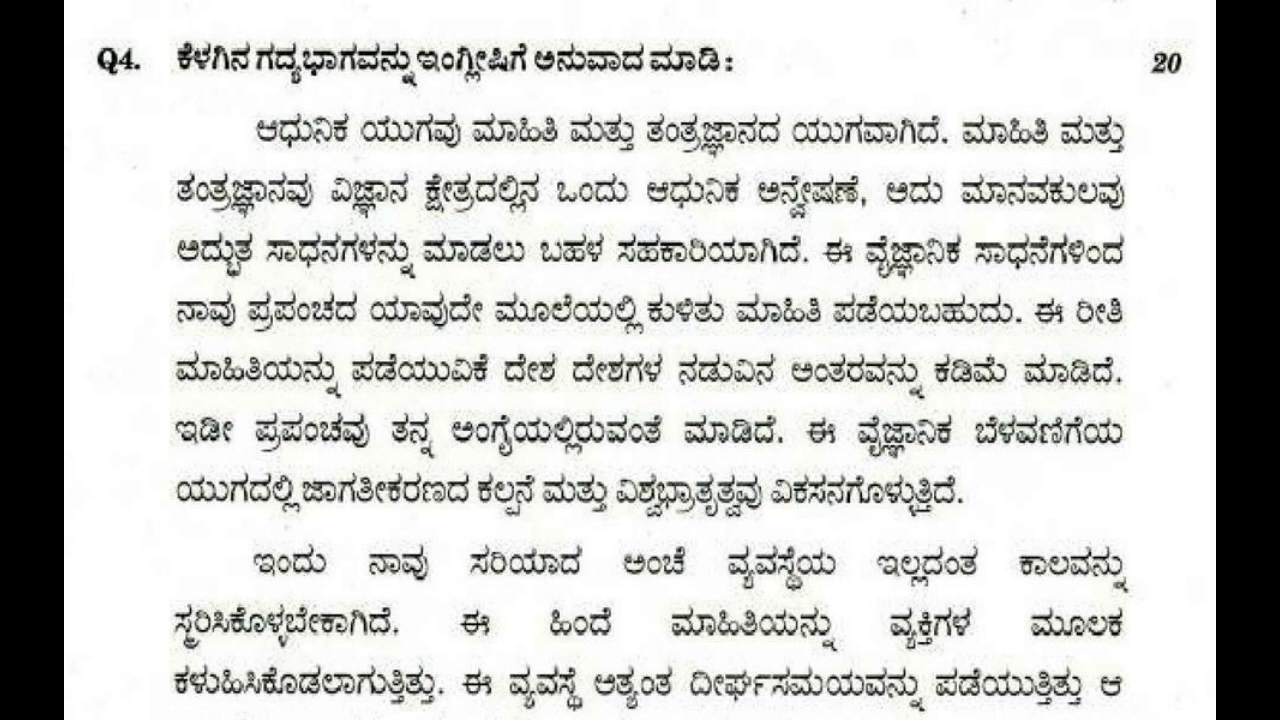 Q4. ಕೆಳಗಿನ ಗದ್ಯಭಾಗವನ್ನು ಇಂಗ್ಲೀಷಿಗೆ ಅನುವಾದ ಮಾಡಿ : 20
ಆಧುನಿಕ ಯುಗವು ಮಾಹಿತಿ ಮತ್ತು ತಂತ್ರಜ್ಞಾನದ ಯುಗವಾಗಿದೆ. ಮಾಹಿತಿ ಮತ್ತು
ತಂತ್ರಜ್ಞಾನವು ವಿಜ್ಞಾನ ಕ್ಷೇತ್ರದಲ್ಲಿನ ಒಂದು ಆಧುನಿಕ ಅನ್ವೇಷಣೆ, ಅದು ಮಾನವಕುಲವು
ಅದ್ಭುತ ಸಾಧನಗಳನ್ನು ಮಾಡಲು ಬಹಳ ಸಹಕಾರಿಯಾಗಿದೆ. ಈ ವೈಜ್ಞಾನಿಕ ಸಾಧನೆಗಳಿಂದ
ನಾವು ಪ್ರಪಂಚದ ಯಾವುದೇ ಮೂಲೆಯಲ್ಲಿ ಕುಳಿತು ಮಾಹಿತಿ ಪಡೆಯಬಹುದು. ಈ ರೀತಿ
ಮಾಹಿತಿಯನ್ನು ಪಡೆಯುವಿಕೆ ದೇಶ ದೇಶಗಳ ನಡುವಿನ ಅಂತರವನ್ನು ಕಡಿಮೆ ಮಾಡಿದೆ.
ಇಡೀ ಪ್ರಪಂಚವು ತನ್ನ ಅಂಗೈಯಲ್ಲಿರುವಂತೆ ಮಾಡಿದೆ. ಈ ವೈಜ್ಞಾನಿಕ ಬೆಳವಣಿಗೆಯ
ಯುಗದಲ್ಲಿ ಜಾಗತೀಕರಣದ ಕಲ್ಪನೆ ಮತ್ತು ವಿಶ್ವಭ್ರಾತೃತ್ವವು ವಿಕಸನಗೊಳ್ಳುತ್ತಿದೆ.
ಇಂದು ನಾವು ಸರಿಯಾದ ಅಂಚೆ ವ್ಯವಸ್ಥೆಯ ಇಲ್ಲದಂತ ಕಾಲವನ್ನು
ಸ್ಮರಿಸಿಕೊಳ್ಳಬೇಕಾಗಿದೆ. ಈ ಹಿಂದೆ ಮಾಹಿತಿಯನ್ನು ವ್ಯಕ್ತಿಗಳ ಮೂಲಕ
ಕಳುಹಿಸಿಕೊಡಲಾಗುತ್ತಿತ್ತು. ಈ ವ್ಯವಸ್ಥೆ ಅತ್ಯಂತ ದೀರ್ಘಸಮಯವನ್ನು ಪಡೆಯುತ್ತಿತ್ತು ಆ